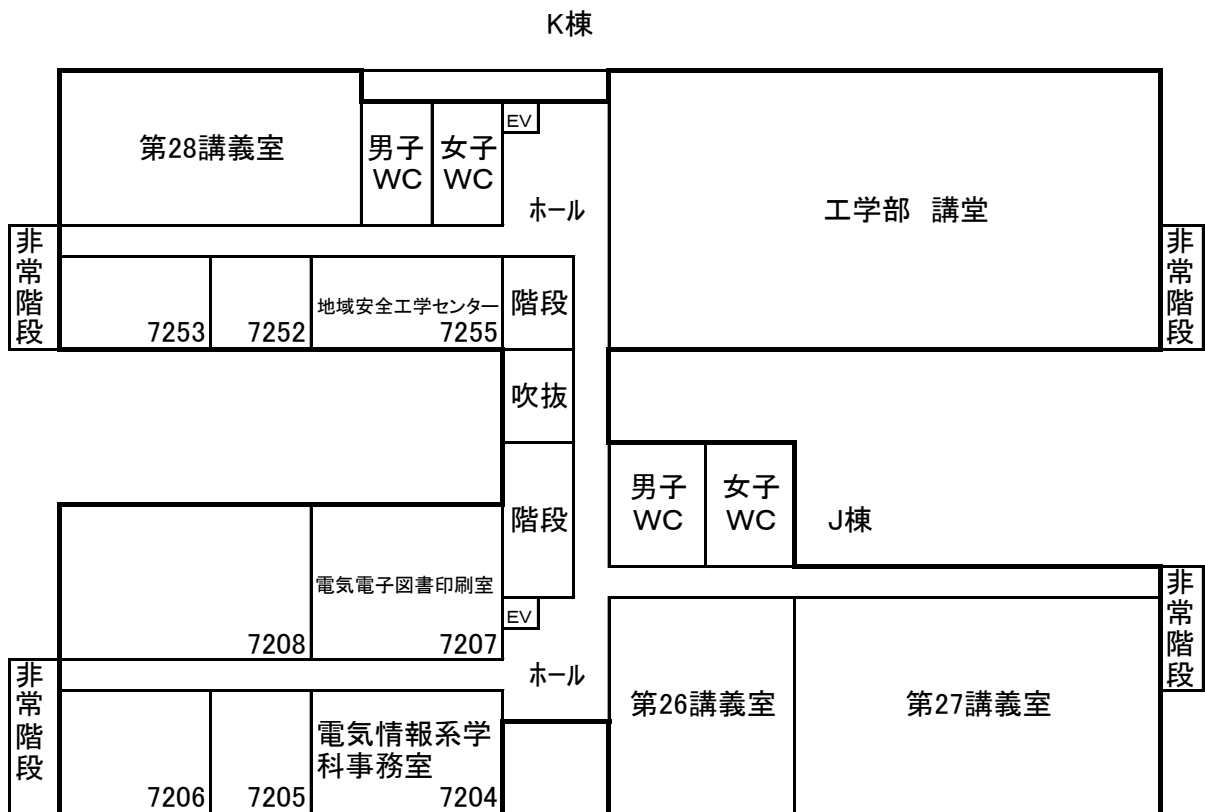 K棟
第28講義室
男子
WC
女子
WC
EV
ホール
工学部 講堂
非常階段
非常階段
7253
7252
地域安全工学センター
7255
階段
吹抜
階段
男子
WC
女子
WC
J棟
電気電子図書印刷室
7208
7207
EV
ホール
非常階段
非常階段
第26講義室
第27講義室
電気情報系学
科事務室
7206
7205
7204